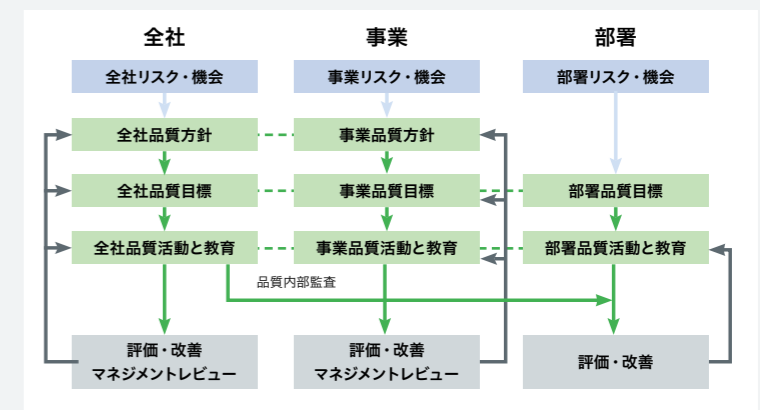 全社
事業
部署
全社リスク・機会
事業リスク・機会
部署リスク・機会
全社品質方針
事業品質方針
全社品質目標
事業品質目標
部署品質目標
全社品質活動と教育
事業品質活動と教育
部署品質活動と教育
品質内部監査
評価・改善
マネジメントレビュー
評価・改善
マネジメントレビュー
評価・改善